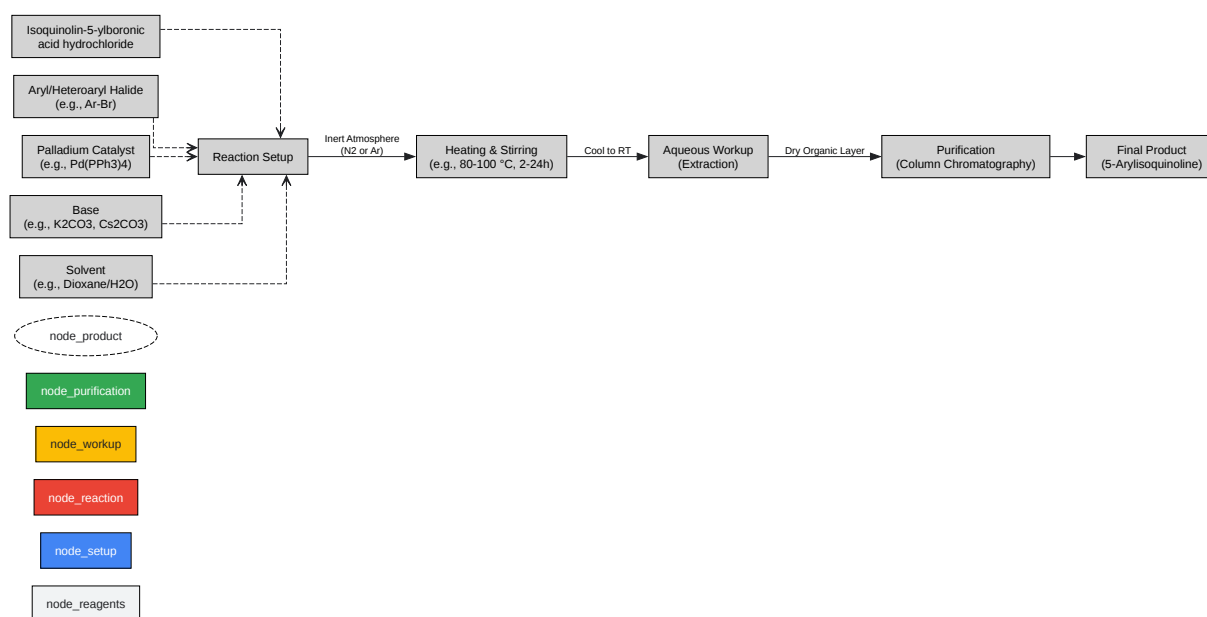 Isoquinolin-5-ylboronic
acid hydrochloride
Aryl/Heteroaryl Halide
(e.g., Ar-Br)
Palladium Catalyst
(e.g., Pd(PPh3)4)
Base
(e.g., K2CO3, Cs2CO3)
Solvent
(e.g., Dioxane/H2O)
Reaction Setup
Inert Atmosphere
(N2 or Ar)
Heating & Stirring
(e.g., 80-100 °C, 2-24h)
Cool to RT
Aqueous Workup
(Extraction)
Dry Organic Layer
Purification
(Column Chromatography)
Final Product
(5-Arylisoquinoline)
node_product
node_purification
node_workup
node_reaction
node_setup
node_reagents